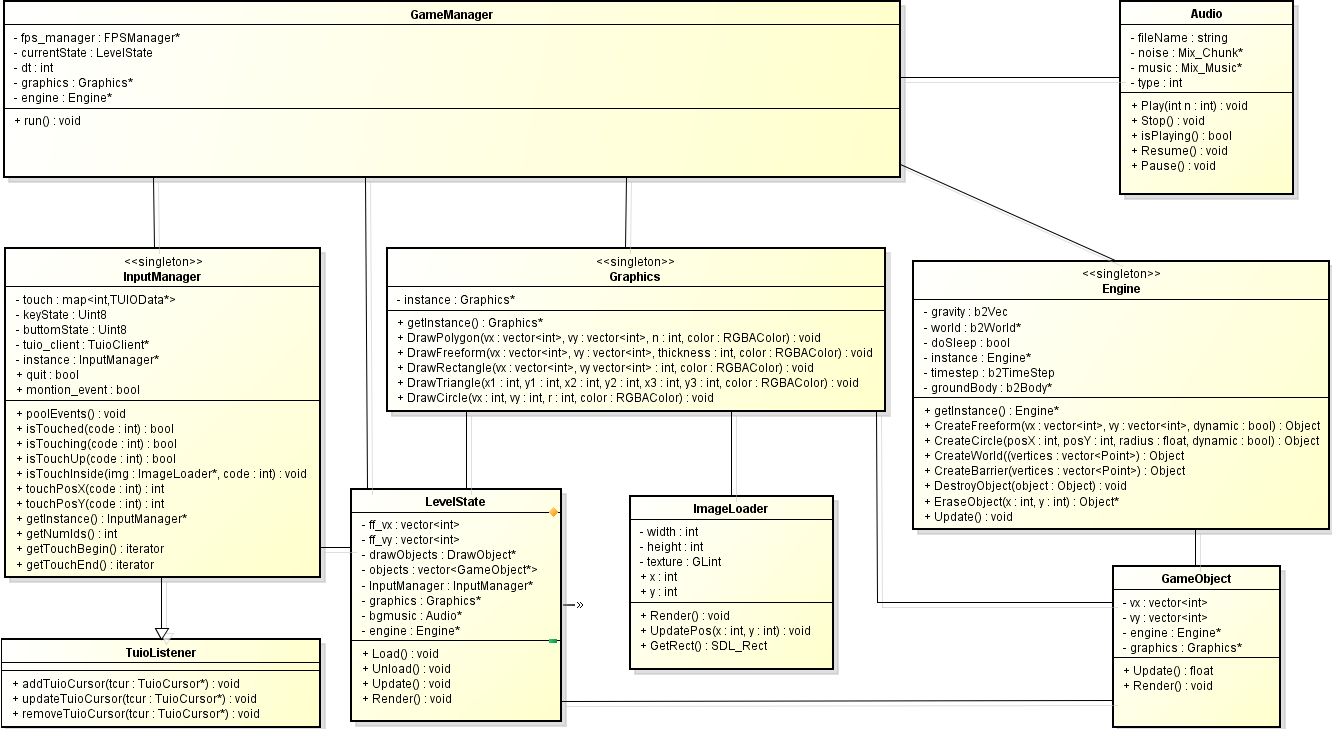 GameManager
- fps_manager : FPSManager*
- currentState : LevelState
- dt : int
- graphics : Graphics*
- engine : Engine*
+ run() : void
Audio
- fileName : string
- noise : Mix_Chunk*
- music : Mix_Music*
- type : int
+ Play(int n : int) : void
+ Stop() : void
+ isPlaying() : bool
+ Resume() : void
+ Pause() : void
<<singleton>>
InputManager
- touch : map<int,TUIOData*>
- keyState : Uint8
- buttomState : Uint8
- tuio_client : TuioClient*
- instance : InputManager*
+ quit : bool
+ montion_event : bool
+ poolEvents() : void
+ isTouched(code : int) : bool
+ isTouching(code : int) : bool
+ isTouchUp(code : int) : bool
+ isTouchInside(img : ImageLoader*, code : int) : void
+ touchPosX(code : int) : int
+ touchPosY(code : int) : int
+ getInstance() : InputManager*
+ getNumIds() : int
+ getTouchBegin() : iterator
+ getTouchEnd() : iterator
<<singleton>>
Graphics
- instance : Graphics*
+ getInstance() : Graphics*
+ DrawPolygon(vx : vector<int>, vy : vector<int>, n : int, color : RGBAColor) : void
+ DrawFreeform(vx : vector<int>, vy : vector<int>, thickness : int, color : RGBAColor) : void
+ DrawRectangle(vx : vector<int>, vy vector<int> : int, color : RGBAColor) : void
+ DrawTriangle(x1 : int, y1 : int, x2 : int, y2 : int, x3 : int, y3 : int, color : RGBAColor) : void
+ DrawCircle(vx : int, vy : int, r : int, color : RGBAColor) : void
<<singleton>>
Engine
- gravity : b2Vec
- world : b2World*
- doSleep : bool
- instance : Engine*
- timestep : b2TimeStep
- groundBody : b2Body*
+ getInstance() : Engine*
+ CreateFreeform(vx : vector<int>, vy : vector<int>, dynamic : bool) : Object
+ CreateCircle(posX : int, posY : int, radius : float, dynamic : bool) : Object
+ CreateWorld((vertices : vector<Point>) : Object
+ CreateBarrier(vertices : vector<Point>) : Object
+ DestroyObject(object : Object) : void
+ EraseObject(x : int, y : int) : Object*
+ Update() : void
LevelState
- ff_vx : vector<int>
- ff_vy : vector<int>
- drawObjects : DrawObject*
- objects : vector<GameObject*>
- InputManager : InputManager*
- graphics : Graphics*
- bgmusic : Audio*
- engine : Engine*
+ Load() : void
+ Unload() : void
+ Update() : void
+ Render() : void
ImageLoader
- width : int
- height : int
- texture : GLint
+ x : int
+ y : int
+ Render() : void
+ UpdatePos(x : int, y : int) : void
+ GetRect() : SDL_Rect
GameObject
- vx : vector<int>
- vy : vector<int>
- engine : Engine*
- graphics : Graphics*
+ Update() : float
+ Render() : void
TuioListener
+ addTuioCursor(tcur : TuioCursor*) : void
+ updateTuioCursor(tcur : TuioCursor*) : void
+ removeTuioCursor(tcur : TuioCursor*) : void